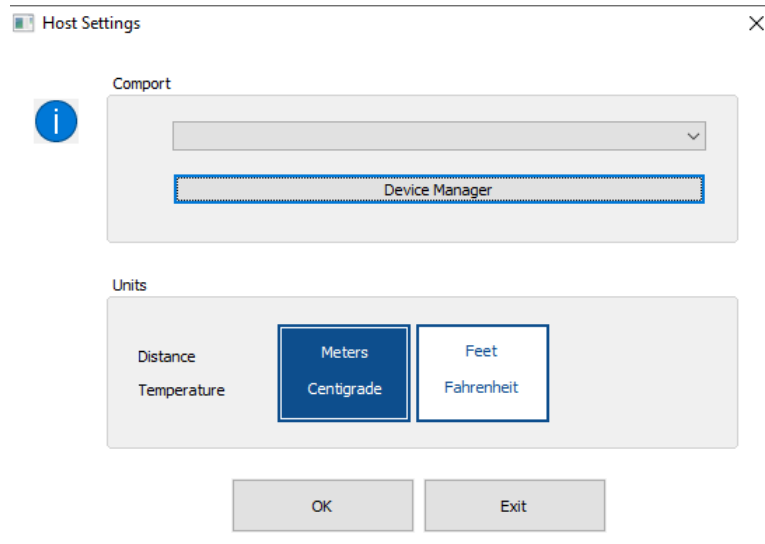 Host Settings
Comport
Device Manager
Units
Distance
Temperature
Meters
Centigrade
Feet
Fahrenheit
OK
Exit